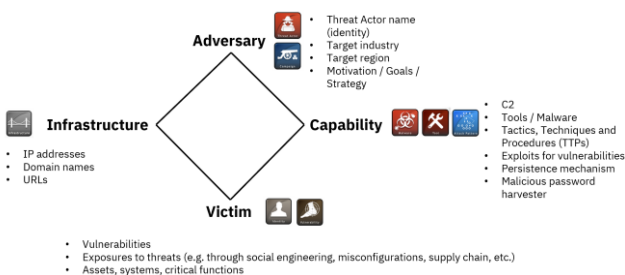 Adversary
• Threat Actor name
(identity)
• Target industry
• Target region
• Motivation / Goals /
Strategy
Infrastructure
• IP addresses
• Domain names
• URLs
Capability
• C2
• Tools / Malware
• Tactics, Techniques and
Procedures (TTPs)
• Exploits for vulnerabilities
• Persistence mechanism
• Malicious password
harvester
Victim
• Vulnerabilities
• Exposures to threats (e.g. through social engineering, misconfigurations, supply chain, etc.)
• Assets, systems, critical functions